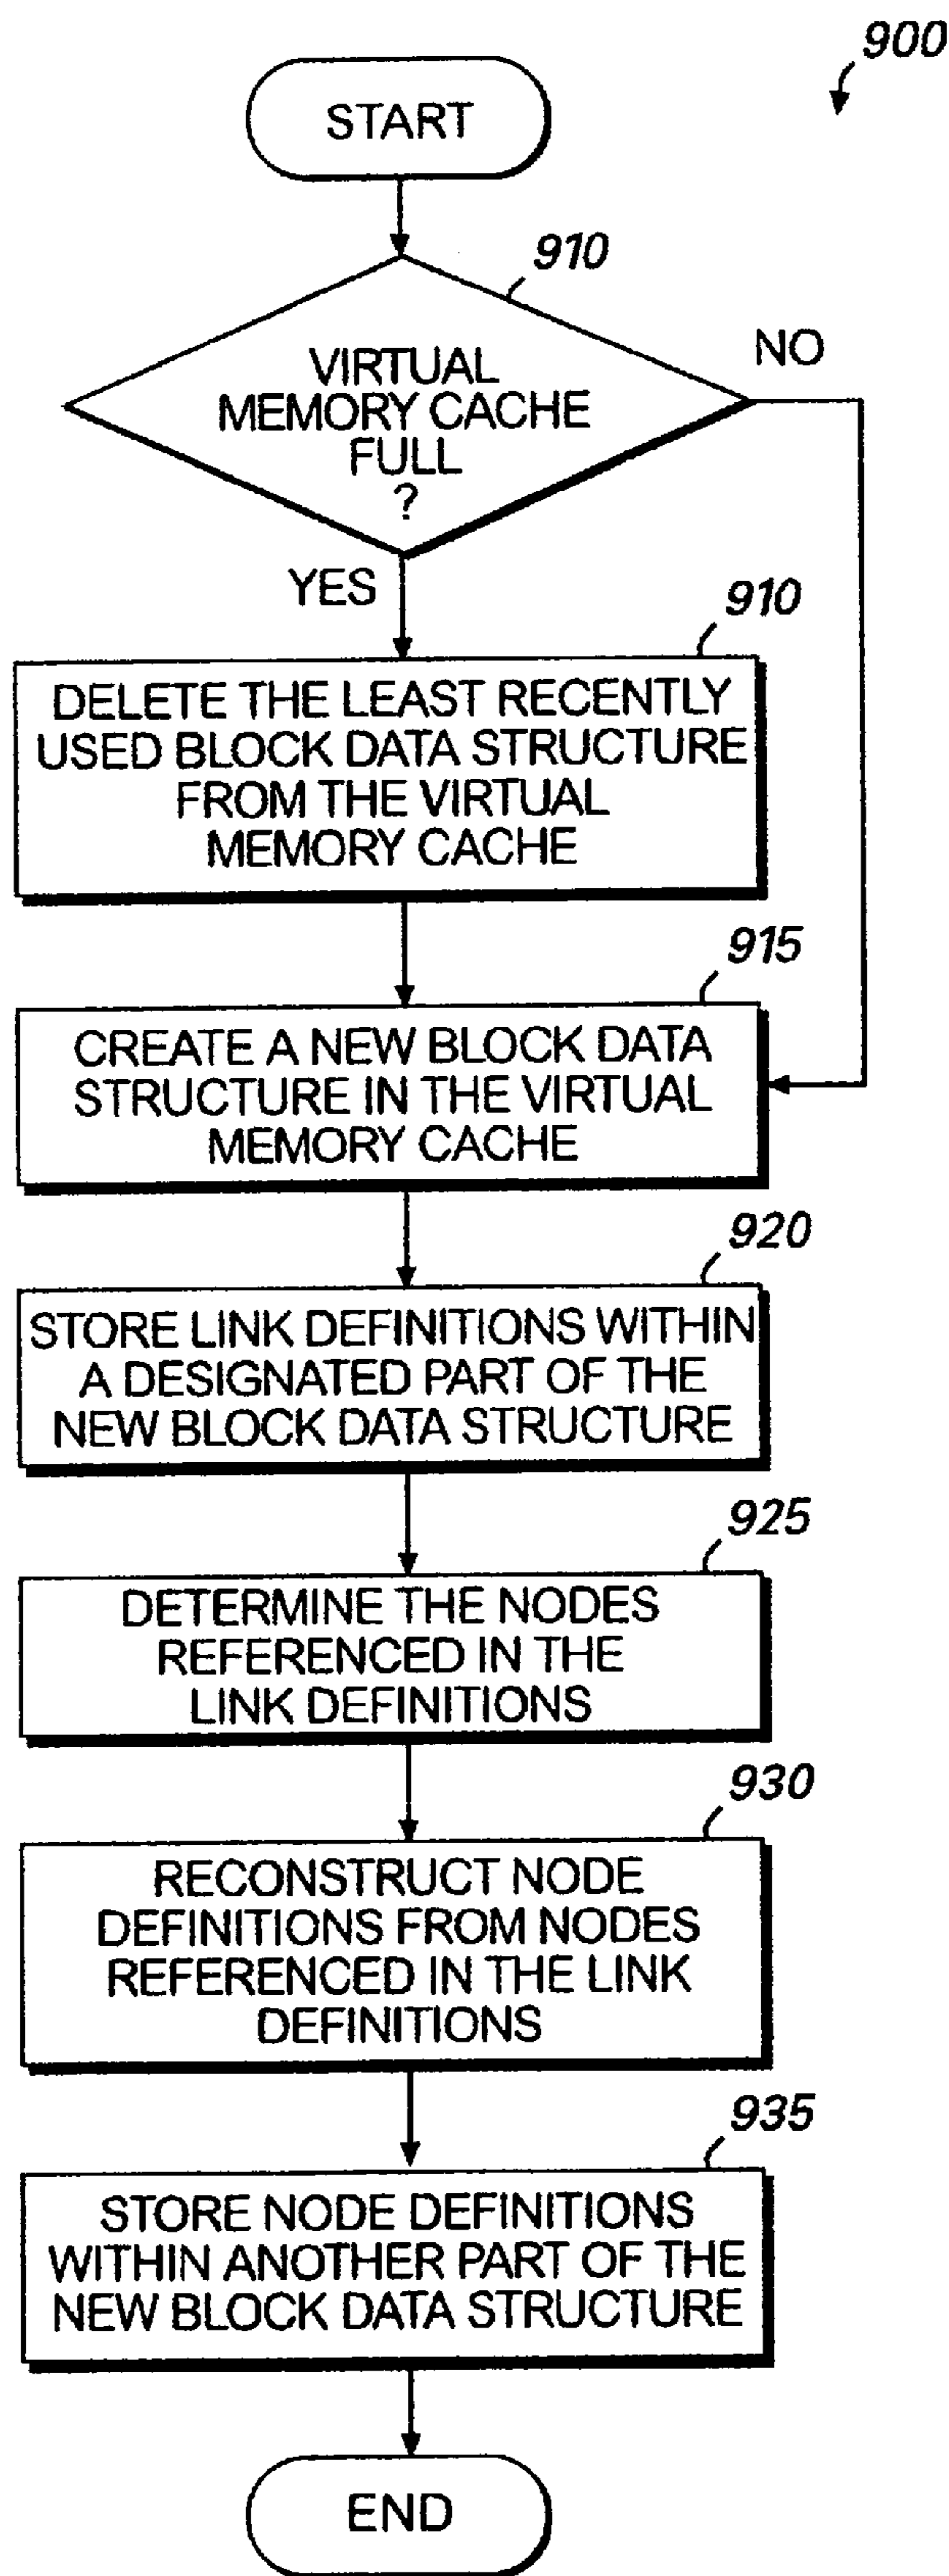 900
START
910
VIRTUAL
MEMORY CACHE
FULL
?
NO
YES
910
DELETE THE LEAST RECENTLY
USED BLOCK DATA STRUCTURE
FROM THE VIRTUAL
MEMORY CACHE
915
CREATE A NEW BLOCK DATA
STRUCTURE IN THE VIRTUAL
MEMORY CACHE
920
STORE LINK DEFINITIONS WITHIN
A DESIGNATED PART OF THE
NEW BLOCK DATA STRUCTURE
925
DETERMINE THE NODES
REFERENCED IN THE
LINK DEFINITIONS
930
RECONSTRUCT NODE
DEFINITIONS FROM NODES
REFERENCED IN THE LINK
DEFINITIONS
935
STORE NODE DEFINITIONS
WITHIN ANOTHER PART OF THE
NEW BLOCK DATA STRUCTURE
END